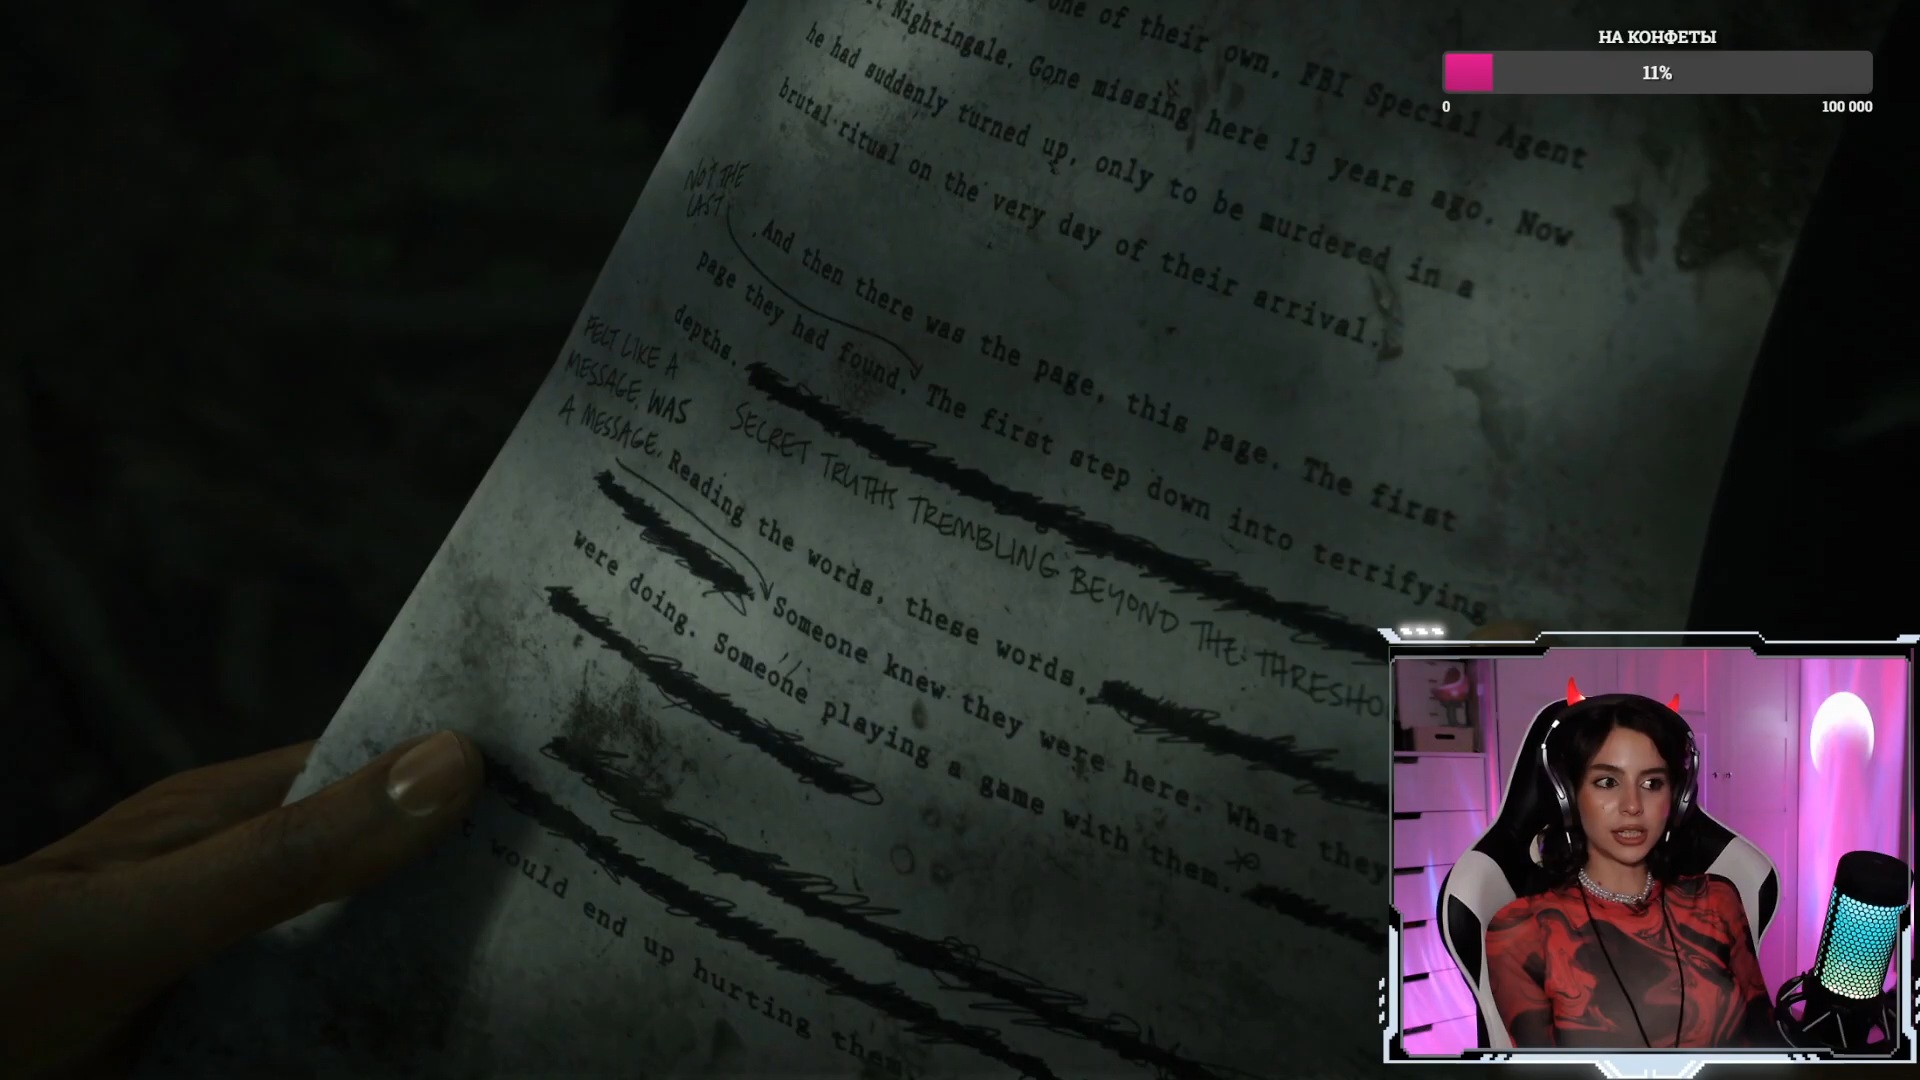 one of their own, FBI Special Agent
Nightingale. Gone missing here 13 years ago. Now
he had suddenly turned up, only to be murdered in a
brutal ritual on the very day of their arrival.
NOT THE
LAST
And then there was the page, this page. The first
page they had found. The first step down into terrifying
depths.
SECRET TRUTHS TREMBLING BEYOND THE
FELT LIKE A
MESSAGE, WAS
A MESSAGE.
Reading the words, these words,
Someone knew they were here. What they
were doing. Someone playing a game with them.
would end up hurting them
НА КОНФЕТЫ
11%
0
100 000